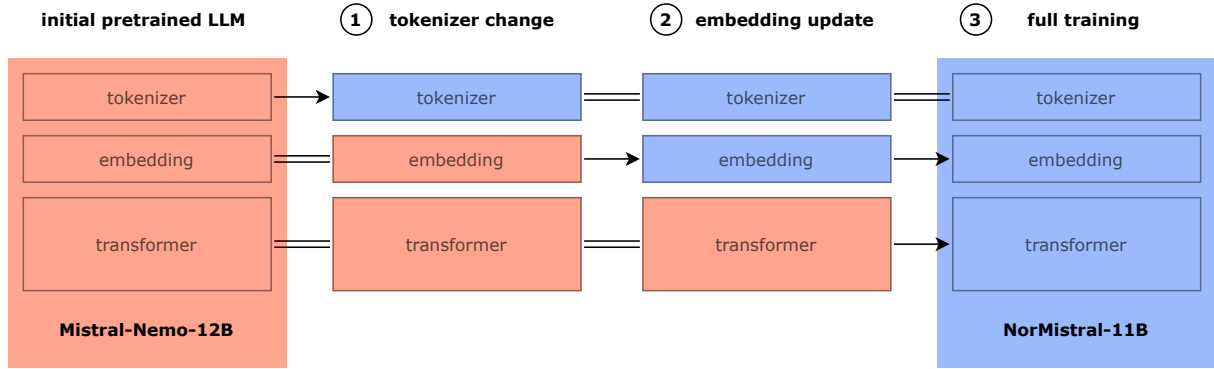 initial pretrained LLM
1 tokenizer change
2 embedding update
3 full training
tokenizer
tokenizer
tokenizer
tokenizer
embedding
embedding
embedding
embedding
transformer
transformer
transformer
transformer
Mistral-Nemo-12B
NorMistral-11B